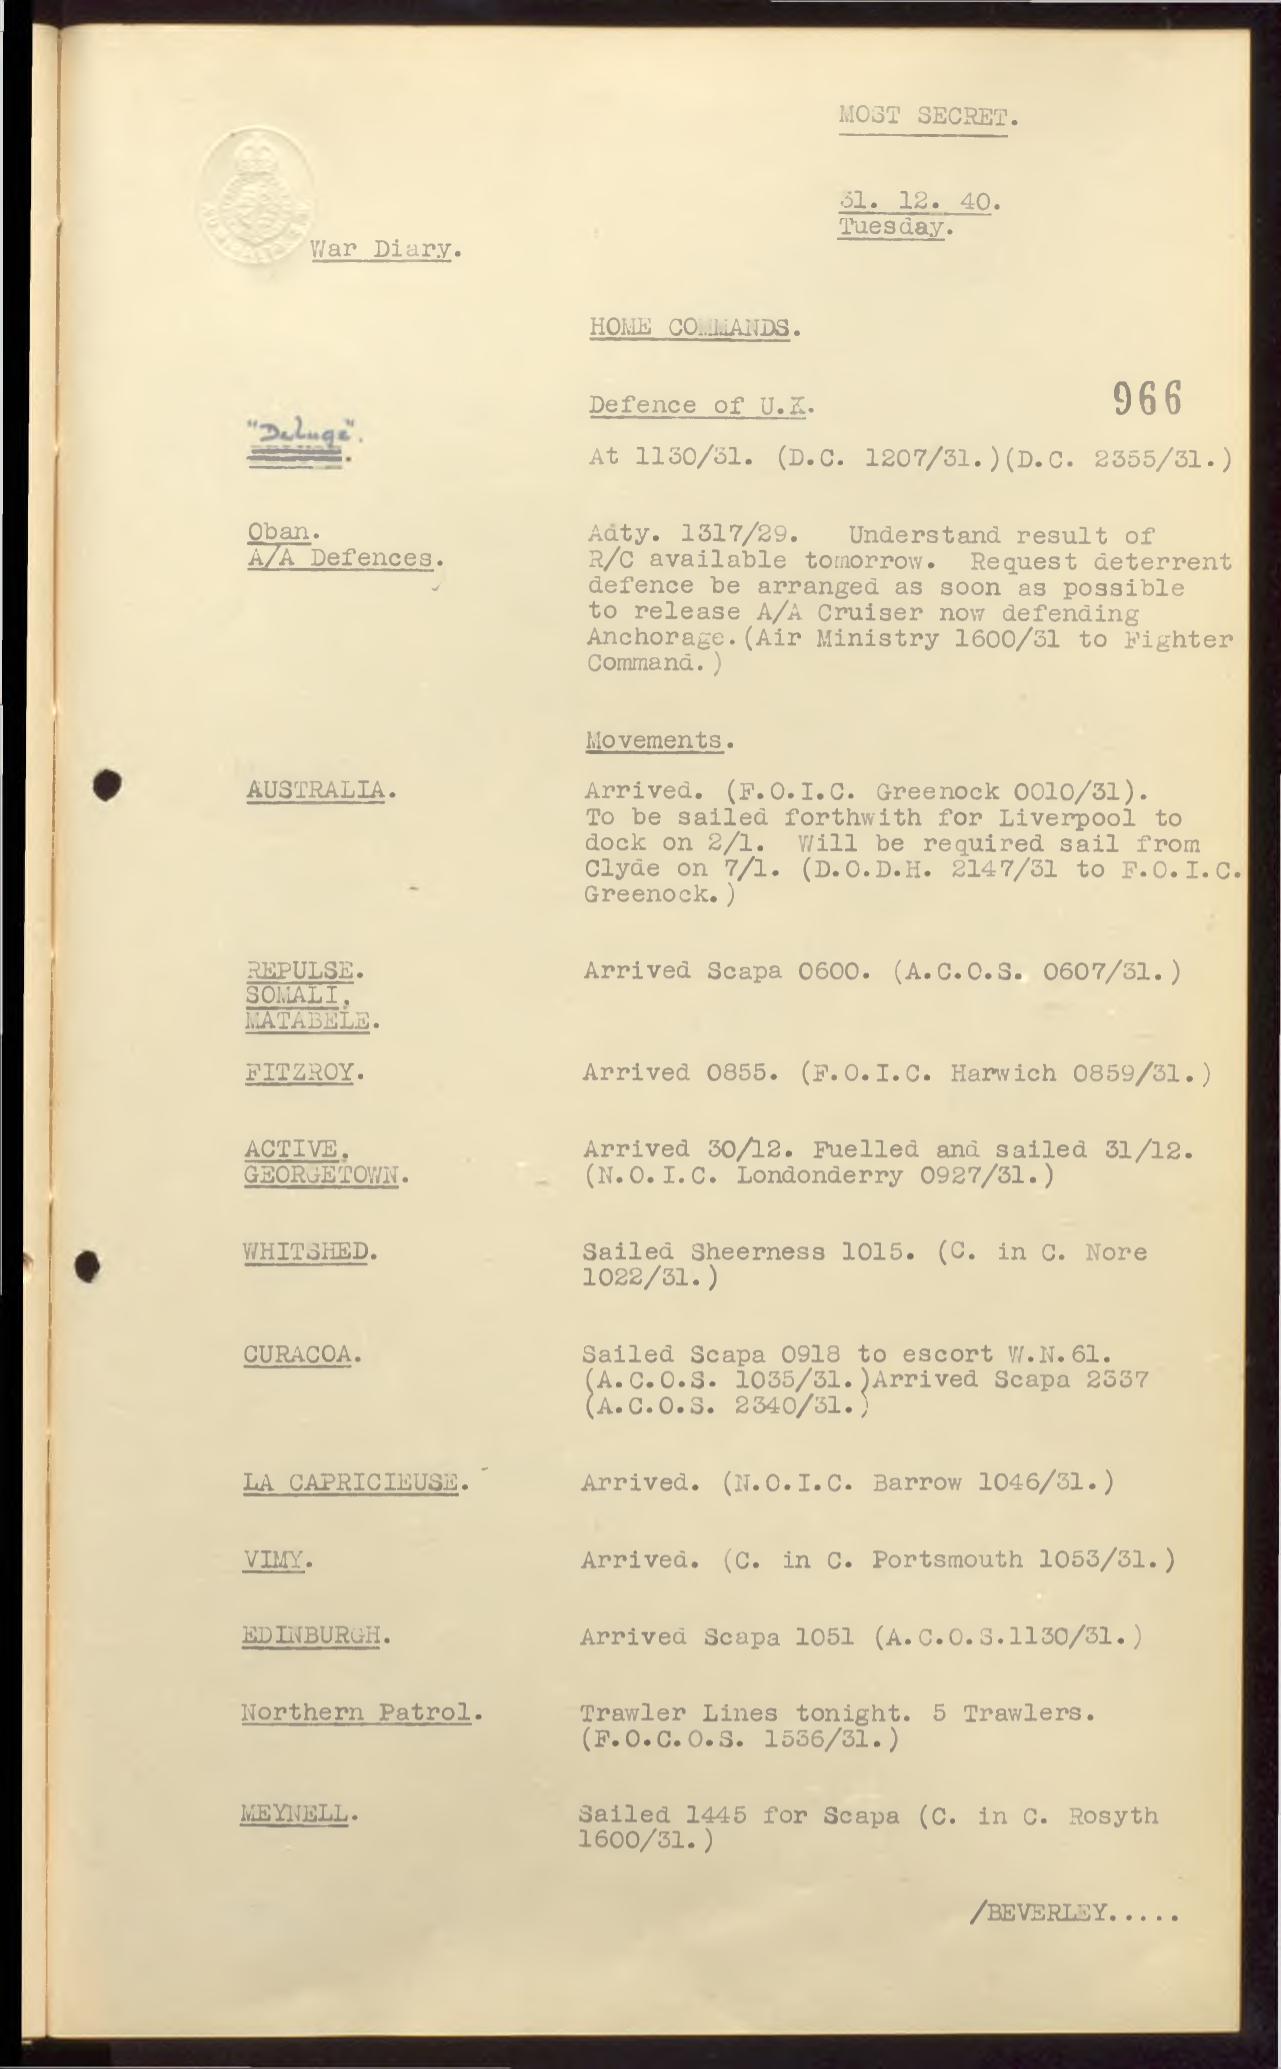 MOST SECRET.
31. 12. 40.
Tuesday.
War Diary.
HOME COMMANDS.
Defence of U.K.
966
"Deluge".
At 1130/31. (D.C. 1207/31.)(D.C. 2355/31.)
Oban.
A/A Defences.
Adty. 1317/29. Understand result of
R/C available tomorrow. Request deterrent
defence be arranged as soon as possible
to release A/A Cruiser now defending
Anchorage.(Air Ministry 1600/31 to Fighter
Command.)
Movements.
AUSTRALIA.
Arrived. (F.O.I.C. Greenock 0010/31).
To be sailed forthwith for Liverpool to
dock on 2/1. Will be required sail from
Clyde on 7/1. (D.O.D.H. 2147/31 to F.O.I.C.
Greenock.)
REPULSE.
SOMALI,
MATABELE.
Arrived Scapa 0600. (A.C.O.S. 0607/31.)
FITZROY.
Arrived 0855. (F.O.I.C. Harwich 0859/31.)
ACTIVE,
GEORGETOWN.
Arrived 30/12. Fuelled and sailed 31/12.
(N.O.I.C. Londonderry 0927/31.)
WHITSHED.
Sailed Sheerness 1015. (C. in C. Nore
1022/31.)
CURACOA.
Sailed Scapa 0918 to escort W.N.61.
(A.C.O.S. 1035/31.)Arrived Scapa 2337
(A.C.O.S. 2340/31.)
LA CAPRICIEUSE.
Arrived. (N.O.I.C. Barrow 1046/31.)
VIMY.
Arrived. (C. in C. Portsmouth 1053/31.)
EDINBURGH.
Arrived Scapa 1051 (A.C.O.S.1130/31.)
Northern Patrol.
Trawler Lines tonight. 5 Trawlers.
(F.O.C.O.S. 1536/31.)
MEYNELL.
Sailed 1445 for Scapa (C. in C. Rosyth
1600/31.)
/BEVERLEY.....